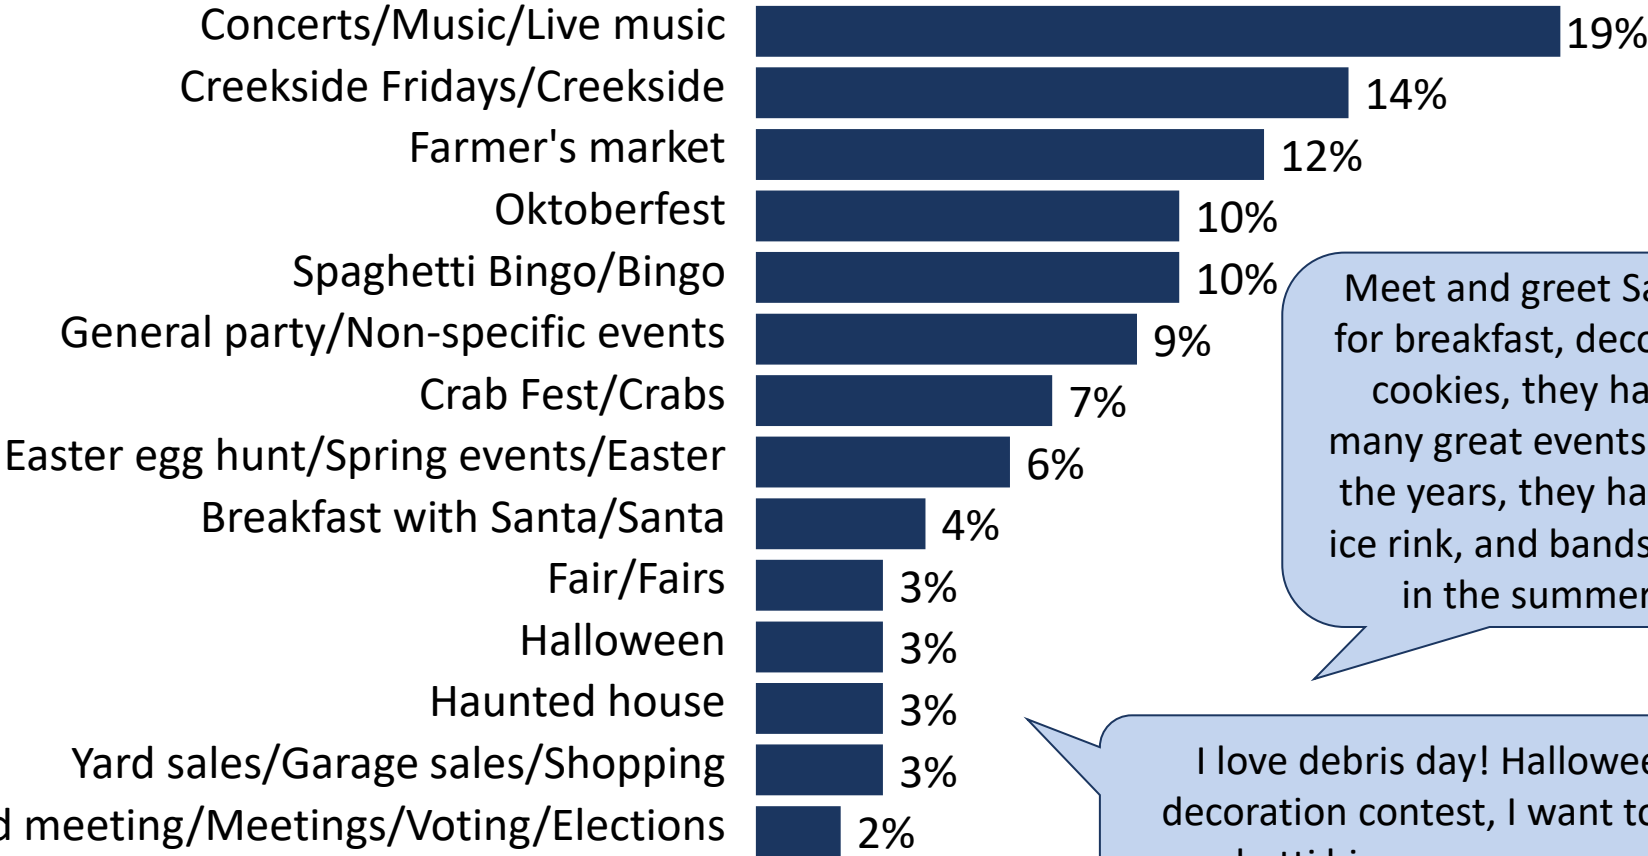 Concerts/Music/Live music 19%
Creekside Fridays/Creekside 14%
Farmer's market 12%
Oktoberfest 10%
Spaghetti Bingo/Bingo 10%
General party/Non-specific events 9%
Crab Fest/Crabs 7%
Easter egg hunt/Spring events/Easter 6%
Breakfast with Santa/Santa 4%
Fair/Fairs 3%
Halloween 3%
Haunted house 3%
Yard sales/Garage sales/Shopping 3%
meeting/Meetings/Voting/Elections 2%
Meet and greet
for breakfast,
cookies, they
many great events
the years, they
ice rink, and bands
in the summer
I love debris day!
decoration contest, I want to